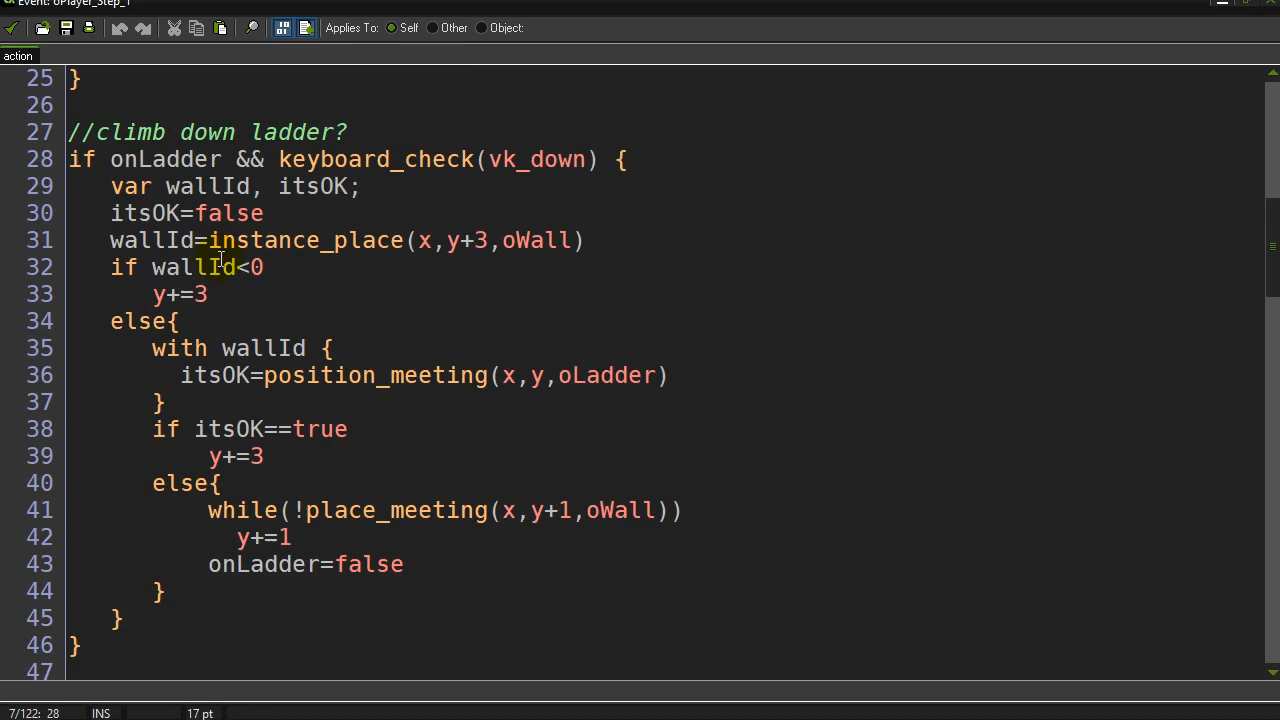 Event: oPlayer_Step_1
Applies To: Self Other Object:
action
25 }
26
27 //climb down ladder?
28 if onLadder && keyboard_check(vk_down) {
29 var wallId, itsOK;
30 itsOK=false
31 wallId=instance_place(x,y+3,oWall)
32 if wallId<0
33 y+=3
34 else{
35 with wallId {
36 itsOK=position_meeting(x,y,oLadder)
37 }
38 if itsOK==true
39 y+=3
40 else{
41 while(!place_meeting(x,y+1,oWall))
42 y+=1
43 onLadder=false
44 }
45 }
46 }
47
7/122: 28 INS 17 pt